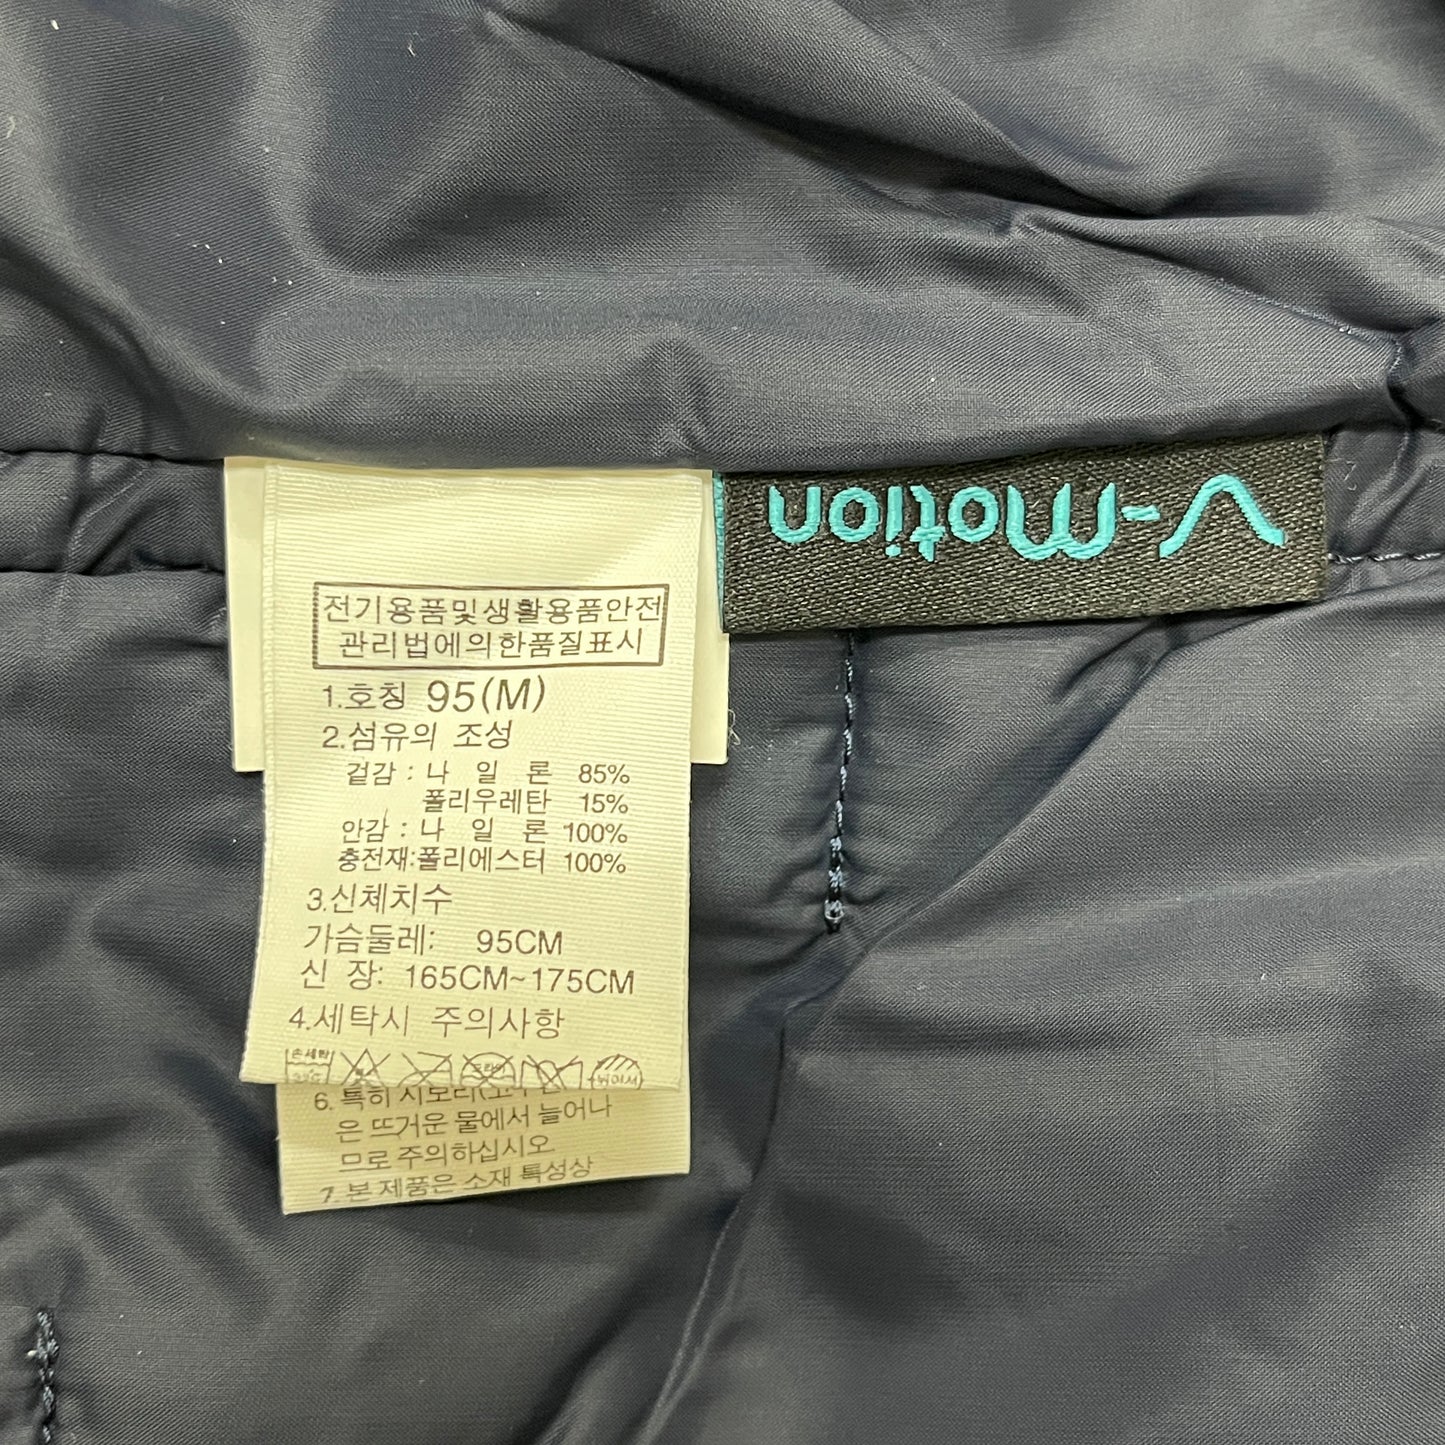 전기용품및생활용품안전
관리법에의한품질표시
1.호칭 95(M)
2.섬유의 조성
겉감 : 나 일 론 85%
폴리우레탄 15%
안감 : 나 일 론 100%
충전재:폴리에스터 100%
3.신체치수
가슴둘레: 95CM
신 장: 165CM~175CM
4.세탁시 주의사항
손세탁
6. 특히
은 뜨거운 물에서 늘어나
므로 주의하십시오
7. 본 제품은 소재 특성상
V-Motion